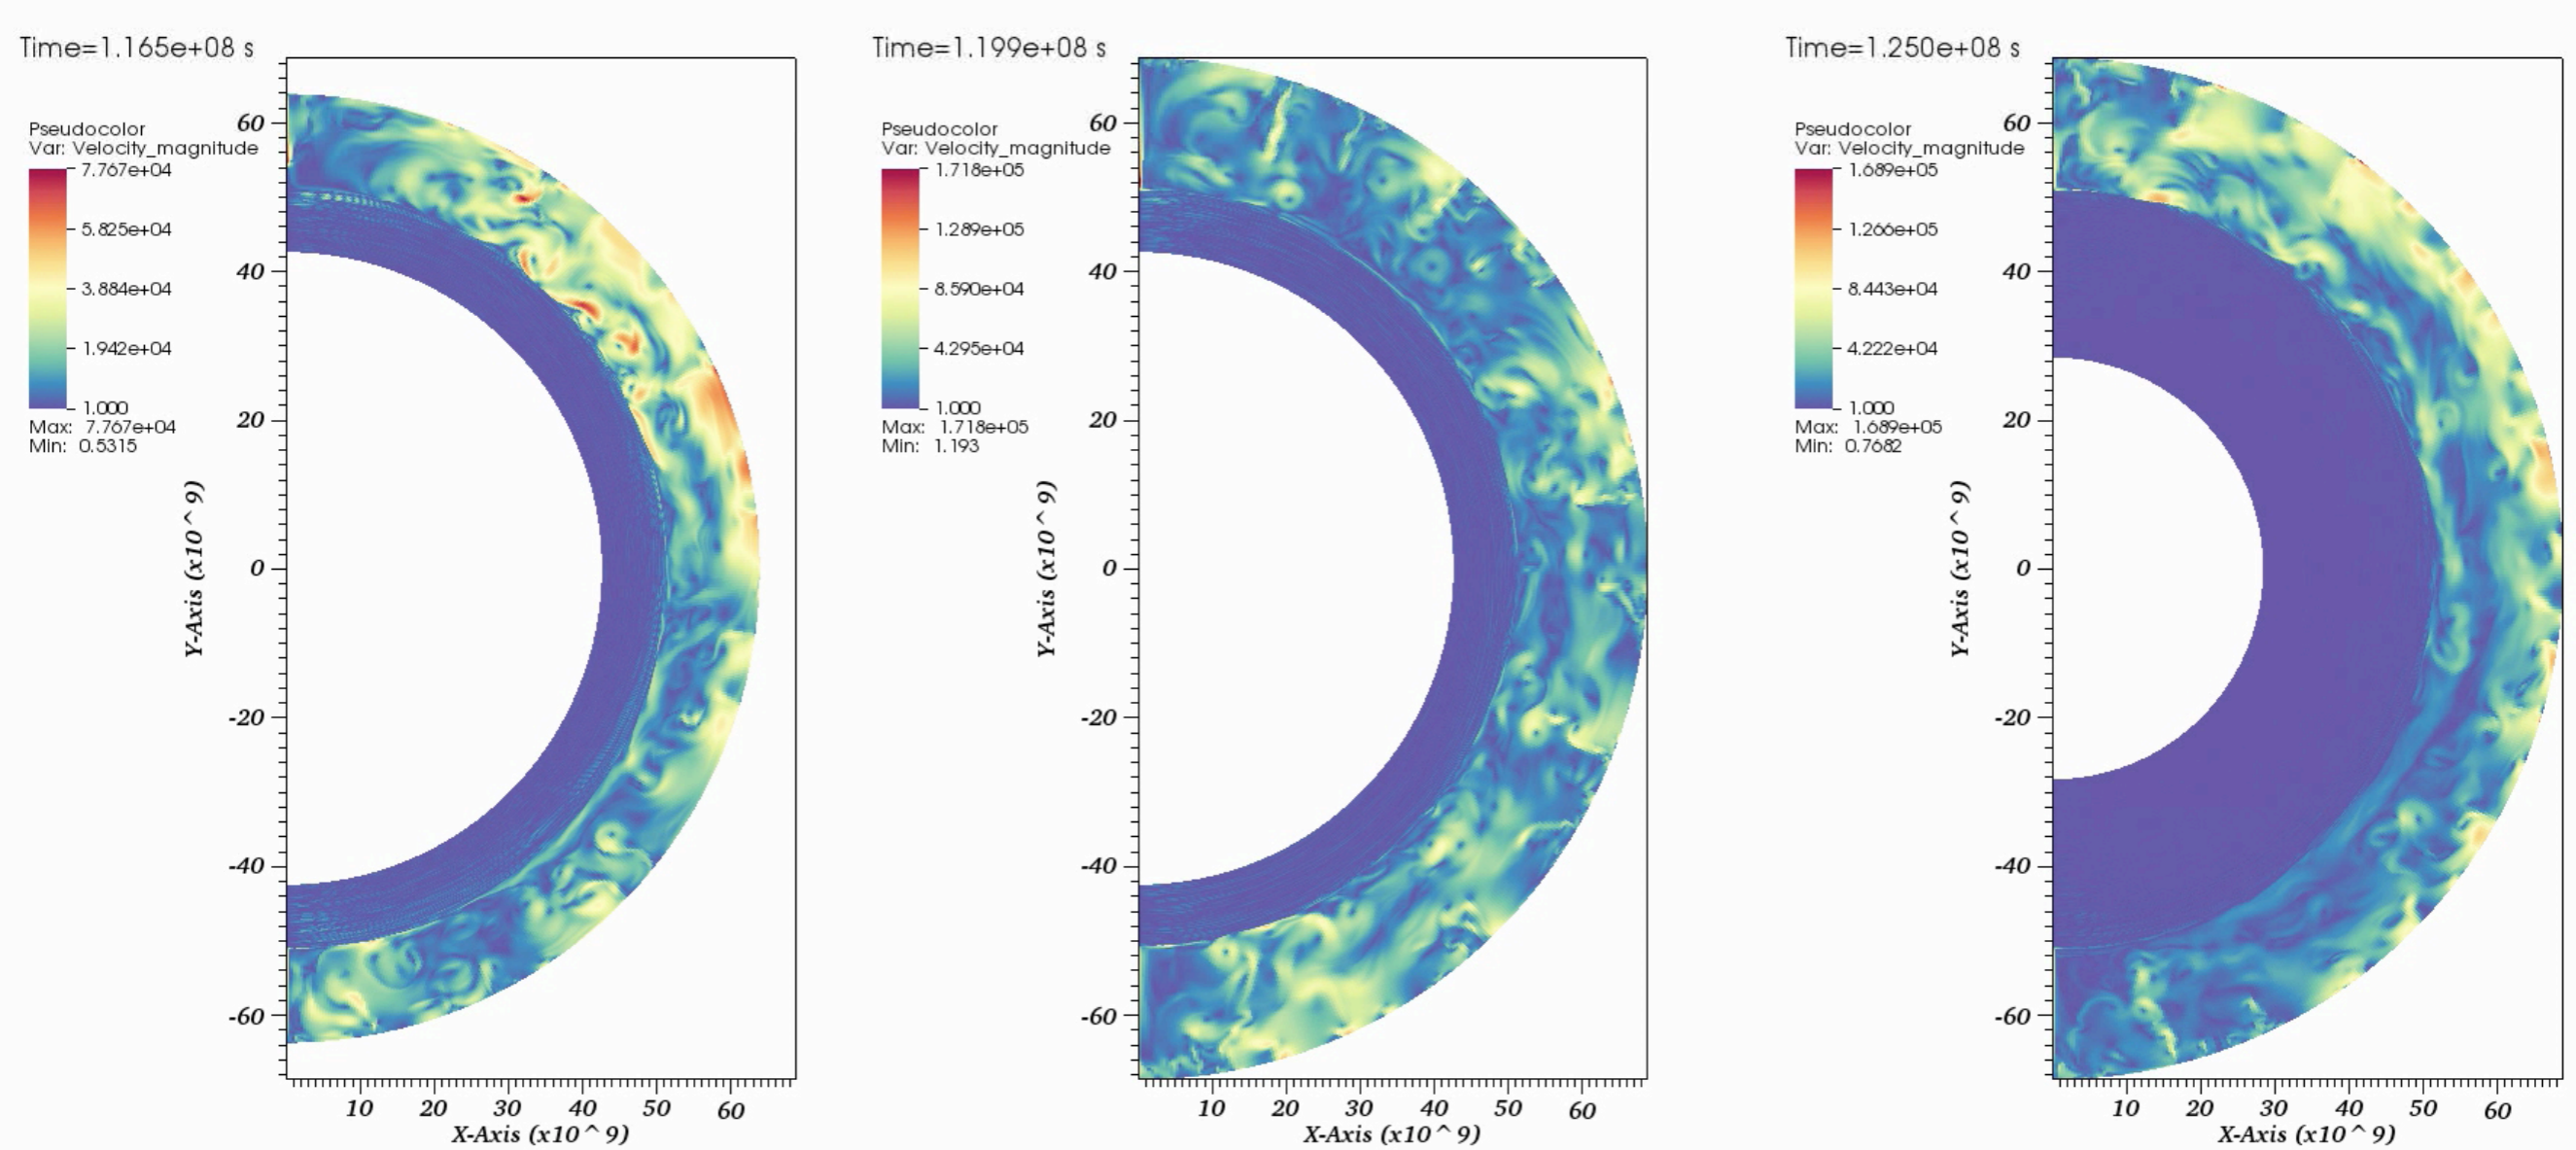 Time=1.165e+08 s
Pseudocolor
Var: Velocity_magnitude
7.767e+04
5.825e+04
3.884e+04
1.942e+04
1.000
Max: 7.767e+04
Min: 0.5315
Y-Axis (x10^9)
60
40
20
0
-20
-40
-60
10 20 30 40 50 60
X-Axis (x10^9)
Time=1.199e+08 s
Pseudocolor
Var: Velocity_magnitude
1.718e+05
1.289e+05
8.590e+04
4.295e+04
1.000
Max: 1.718e+05
Min: 1.193
Y-Axis (x10^9)
60
40
20
0
-20
-40
-60
10 20 30 40 50 60
X-Axis (x10^9)
Time=1.250e+08 s
Pseudocolor
Var: Velocity_magnitude
1.689e+05
1.266e+05
8.443e+04
4.222e+04
1.000
Max: 1.689e+05
Min: 0.7682
Y-Axis (x10^9)
60
40
20
0
-20
-40
-60
10 20 30 40 50 60
X-Axis (x10^9)